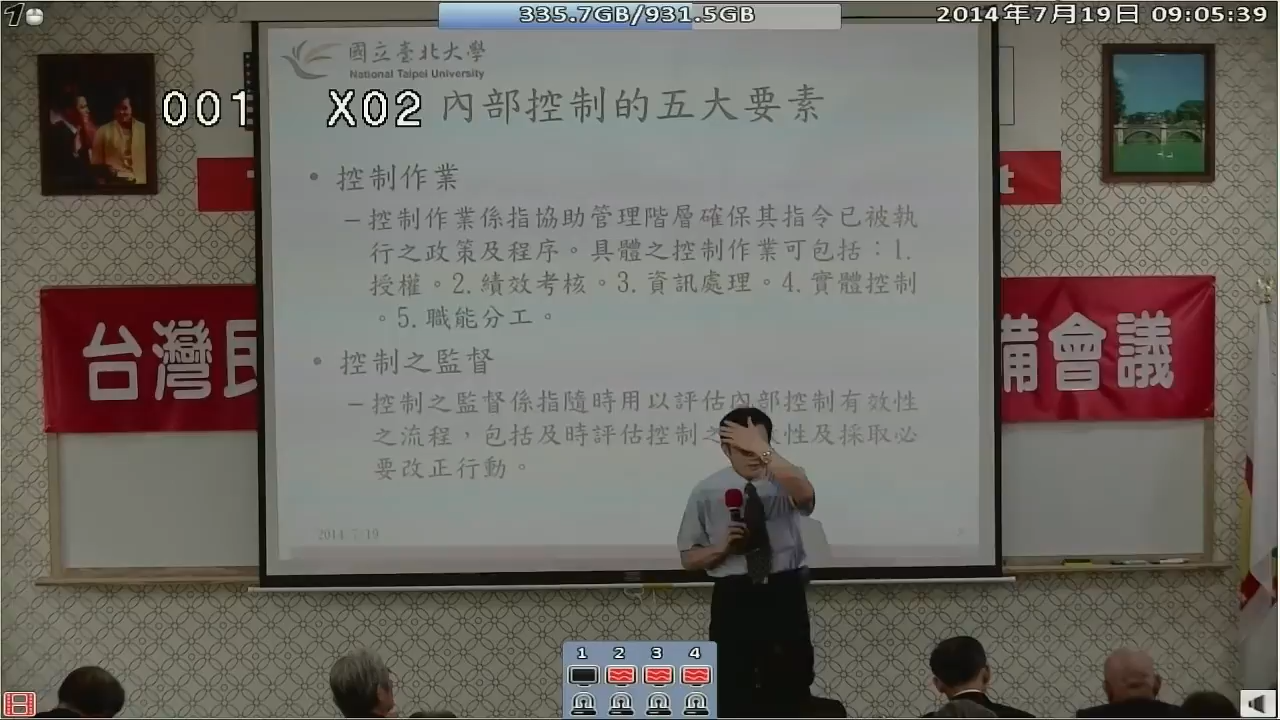 335.7GB/931.5GB
2014年7月19日 09:05:39
國立臺北大學
National Taipei University
001 X02
內部控制的五大要素
• 控制作業
–控制作業係指協助管理階層確保其指令已被執
行之政策及程序。具體之控制作業可包括：1.
授權。2.績效考核。3.資訊處理。4.實體控制
。5.職能分工。
• 控制之監督
–控制之監督係指隨時用以評估內部控制有效性
之流程，包括及時評估控制之 性及採取必
要改正行動。
2014/7/19
t
台灣民
備會議
1 2 3 4